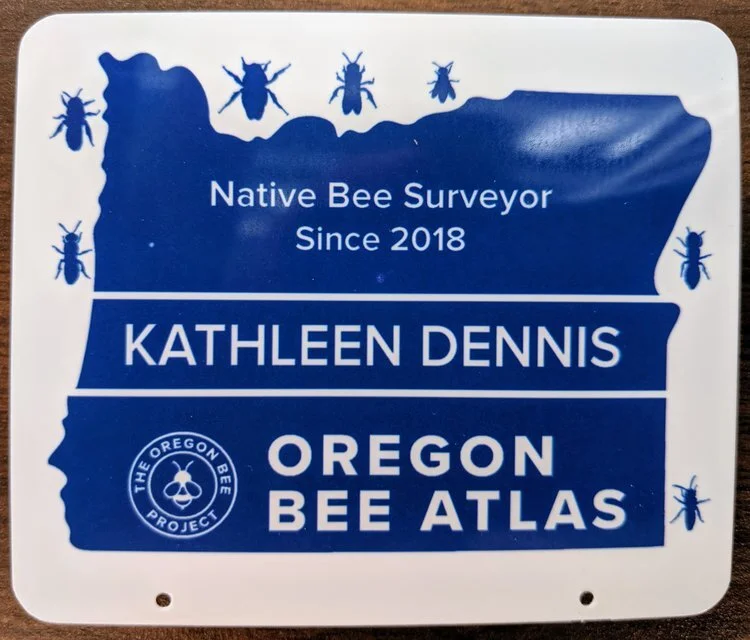 Native Bee Surveyor
Since 2018
KATHLEEN DENNIS
THE OREGON BEE
PROJECT
OREGON
BEE ATLAS